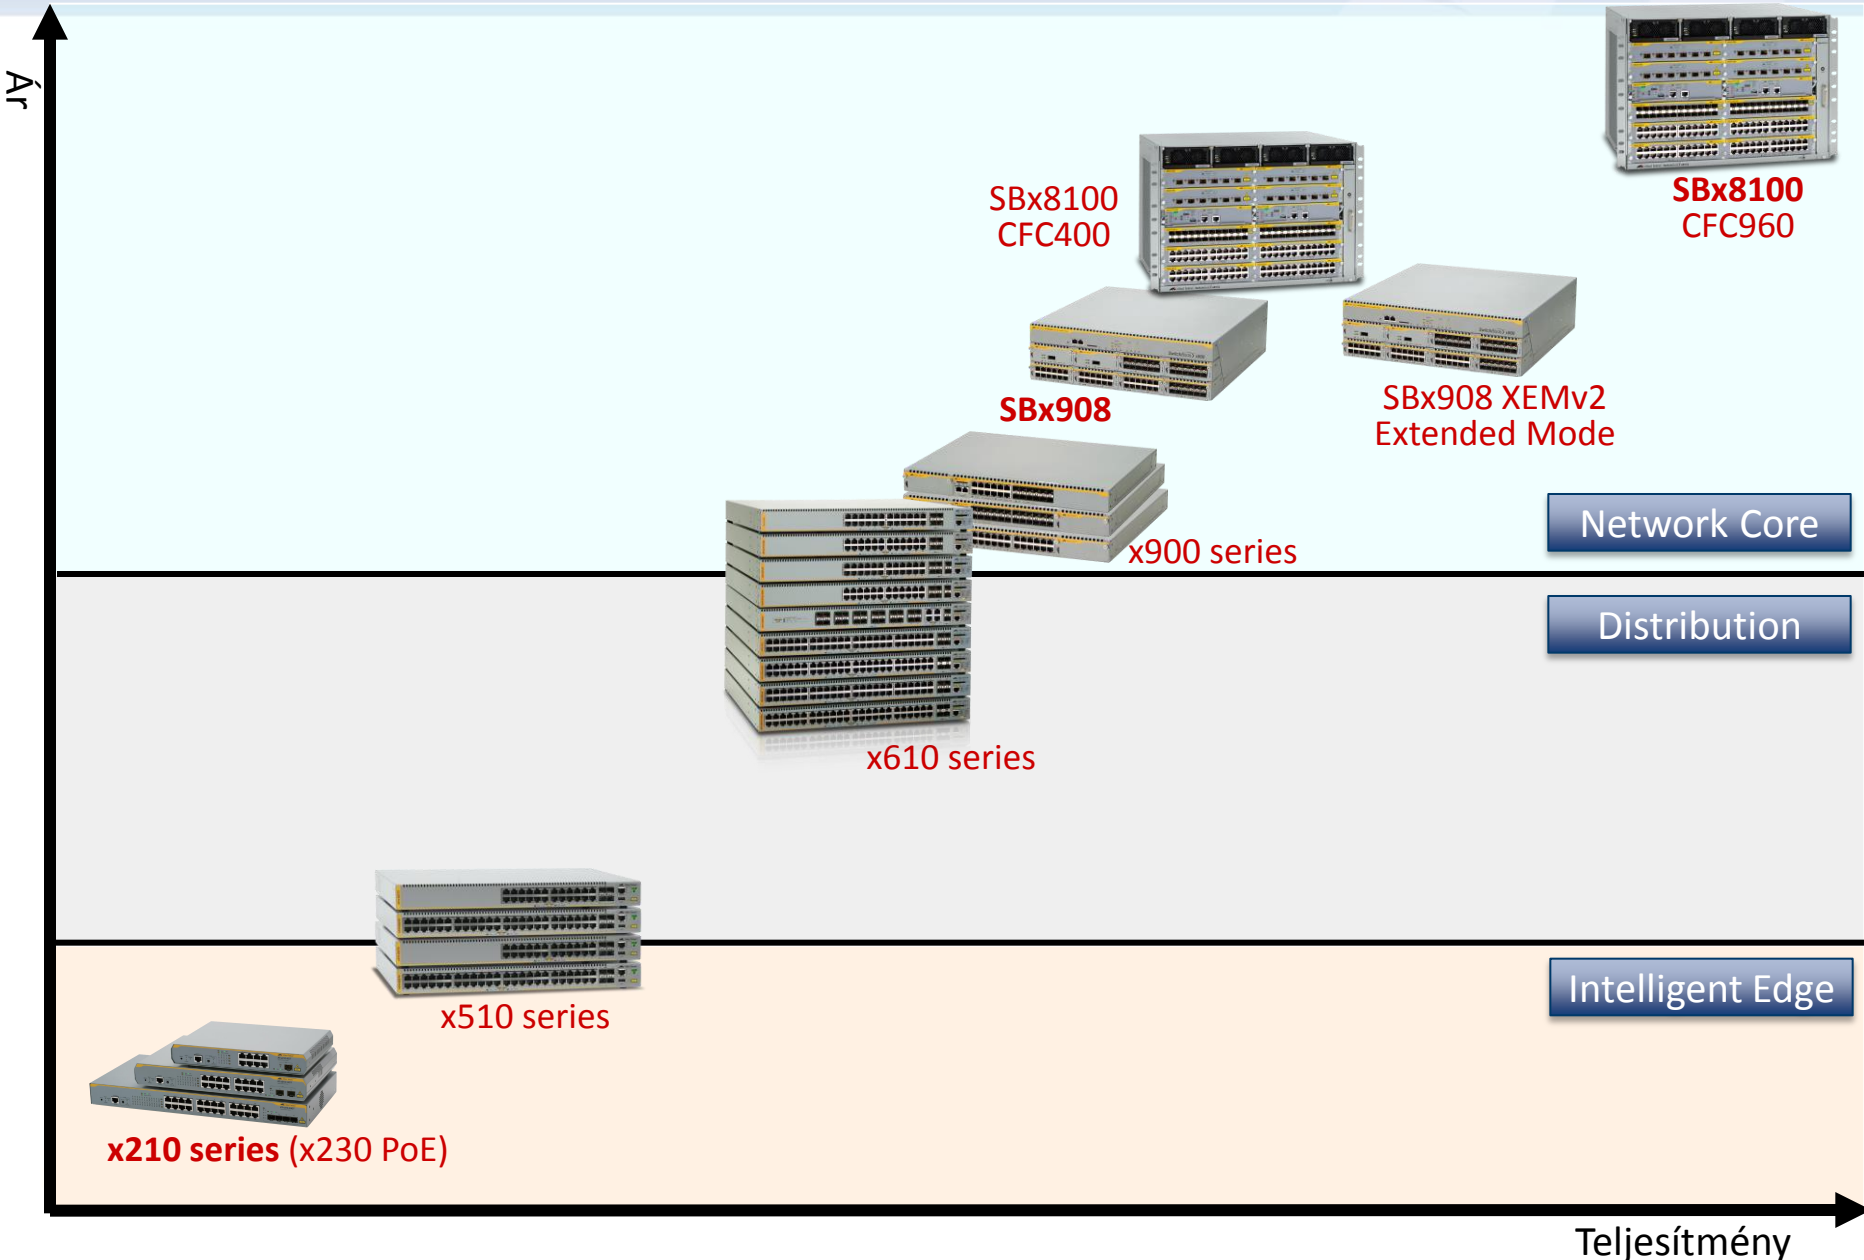 Ár
SBx8100
CFC960
SBx8100
CFC400
SBx908
SBx908 XEMv2
Extended Mode
Network Core
x900 series
Distribution
x610 series
Intelligent Edge
x510 series
x210 series (x230 PoE)
Teljesítmény